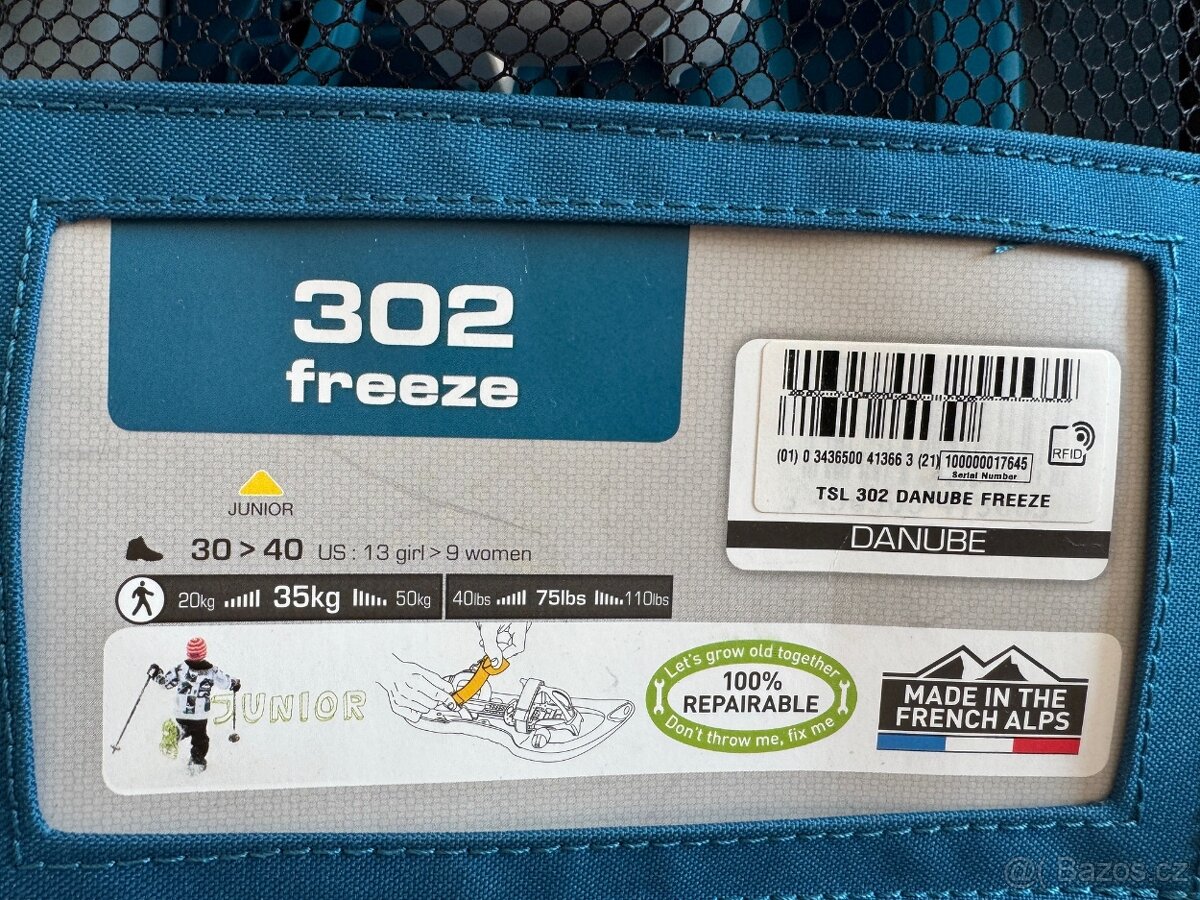 302
freeze
JUNIOR
30 > 40 US : 13 girl > 9 women
20kg 35kg 50kg 40lbs 75lbs 110lbs
(01) 0 3436500 41366 3 (21) 100000017645
Serial Number
RFID
TSL 302 DANUBE FREEZE
DANUBE
JUNIOR
Let's grow old together
100%
REPAIRABLE
Don't throw me, fix me
MADE IN THE
FRENCH ALPS
@( Bazos.cz